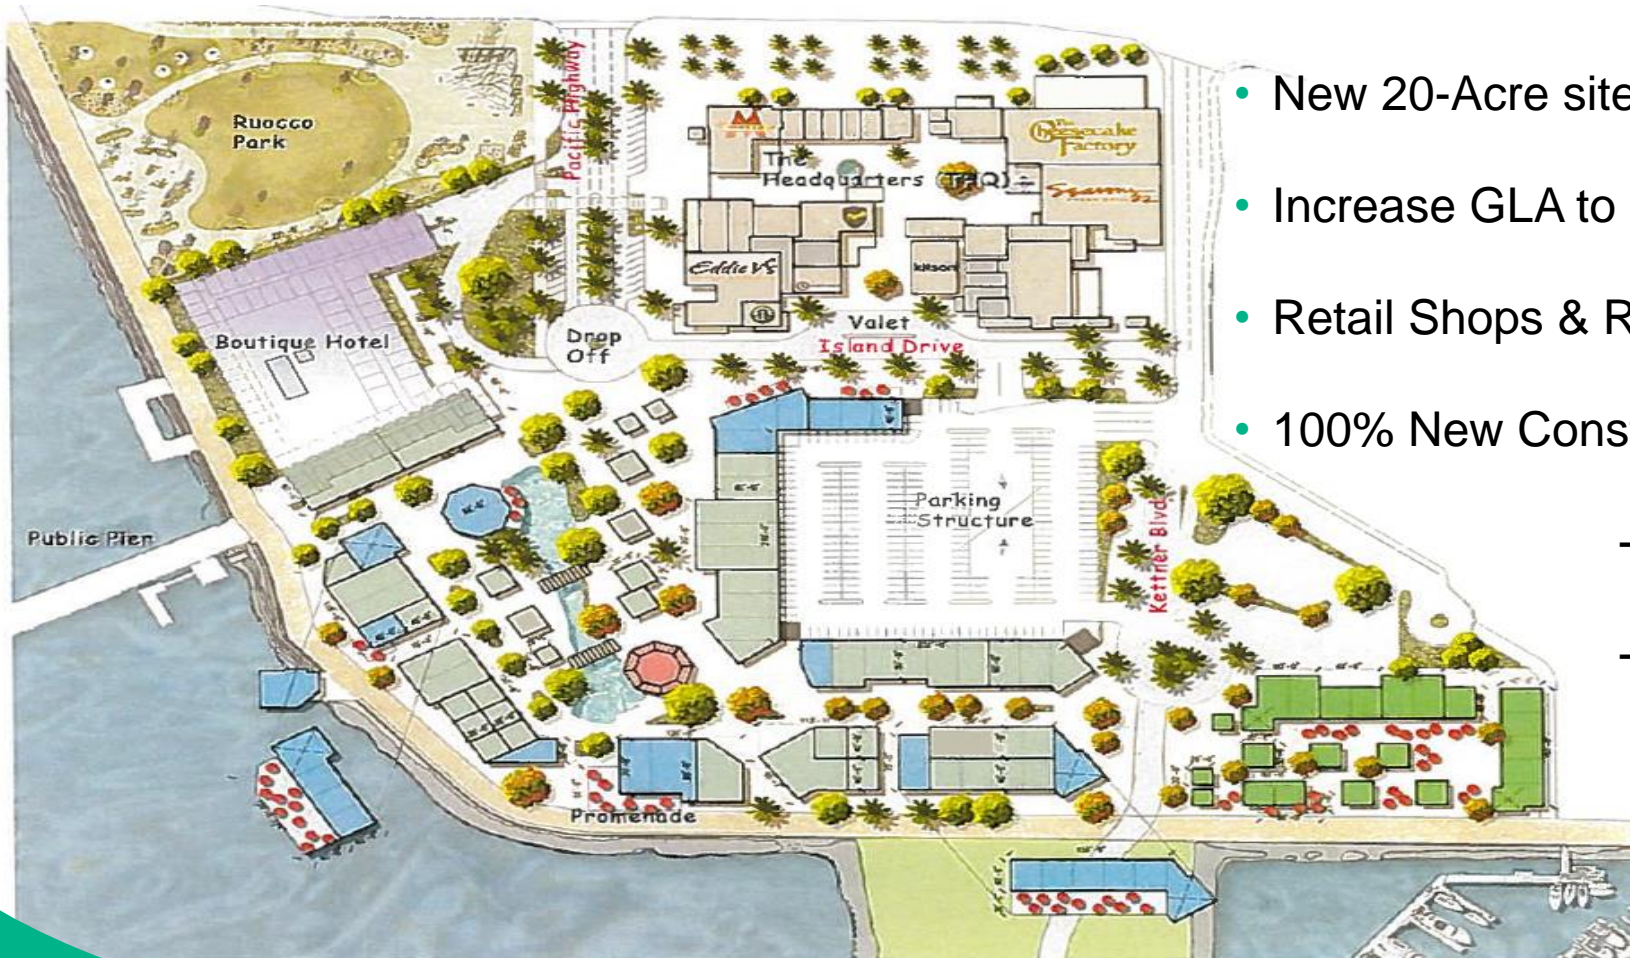 Ruocco
Park
Pacific Highway
The
Headquarters (THQ)
The
Cheesecake
Factory
Eddie V's
kitson
Boutique Hotel
Drop
Off
Valet
Island Drive
Parking
Structure
Kettner Blvd.
Public Pier
Promenade
• New 20-Acre site
• Increase GLA to
• Retail Shops & R
• 100% New Cons
-
-